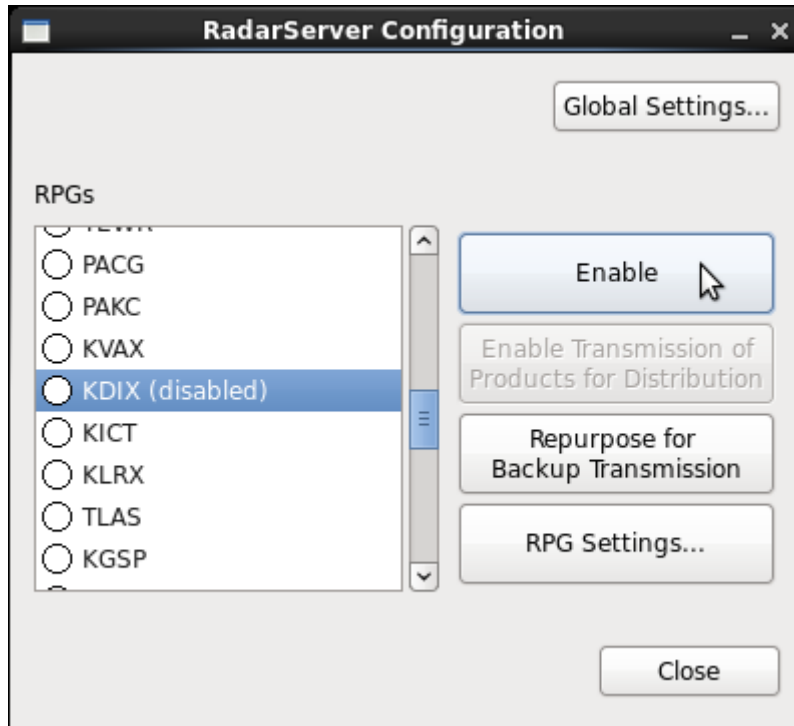 RadarServer Configuration
Global Settings...
RPGs
PACG
PAKC
KVAX
KDIX (disabled)
KICT
KLRX
TLAS
KGSP
Enable
Enable Transmission of
Products for Distribution
Repurpose for
Backup Transmission
RPG Settings...
Close